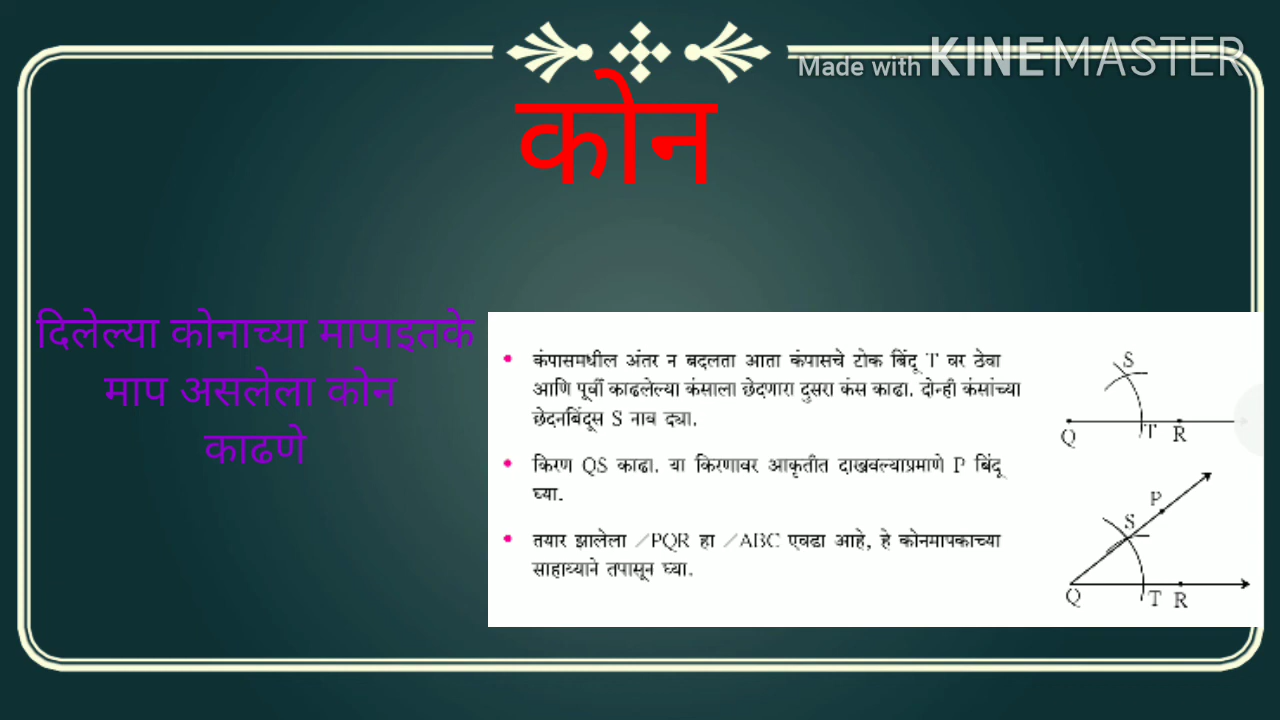 Made with KINEMASTER
कोन
दिलेल्या कोनाच्या मापाइतके
माप असलेला कोन
काढणे
• कंपासमधील अंतर न बदलता आता कंपासचे टोक बिंदू T वर ठेवा
आणि पूर्वी काढलेल्या कंसाला छेदणारा दुसरा कंस काढा. दोन्ही कंसांच्या
छेदनबिंदूस S नाव द्या.
• किरण QS काढा. या किरणावर आकृतीत दाखवल्याप्रमाणे P बिंदू
घ्या.
• तयार झालेला ∠PQR हा ∠ABC एवढा आहे, हे कोनमापकाच्या
साहाय्याने तपासून घ्या.
S
Q T R
P
S
Q T R